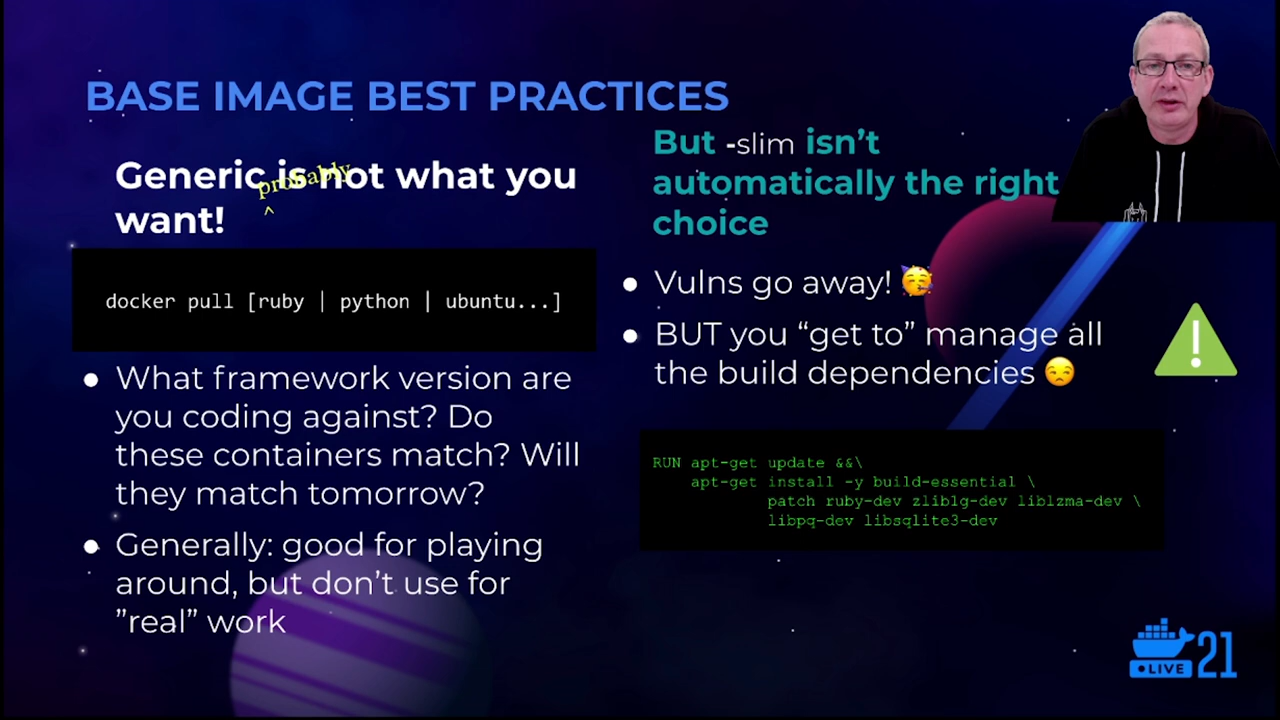 BASE IMAGE BEST PRACTICES
Generic is not what you
probably
^
want!
docker pull [ruby | python | ubuntu...]
● What framework version are
you coding against? Do
these containers match? Will
they match tomorrow?
● Generally: good for playing
around, but don’t use for
”real” work
But -slim isn’t
automatically the right
choice
● Vulns go away! 🥳
● BUT you “get to” manage all
the build dependencies 😒
!
RUN apt-get update &&\
apt-get install -y build-essential \
patch ruby-dev zlib1g-dev liblzma-dev \
libpq-dev libsqlite3-dev
LIVE 21